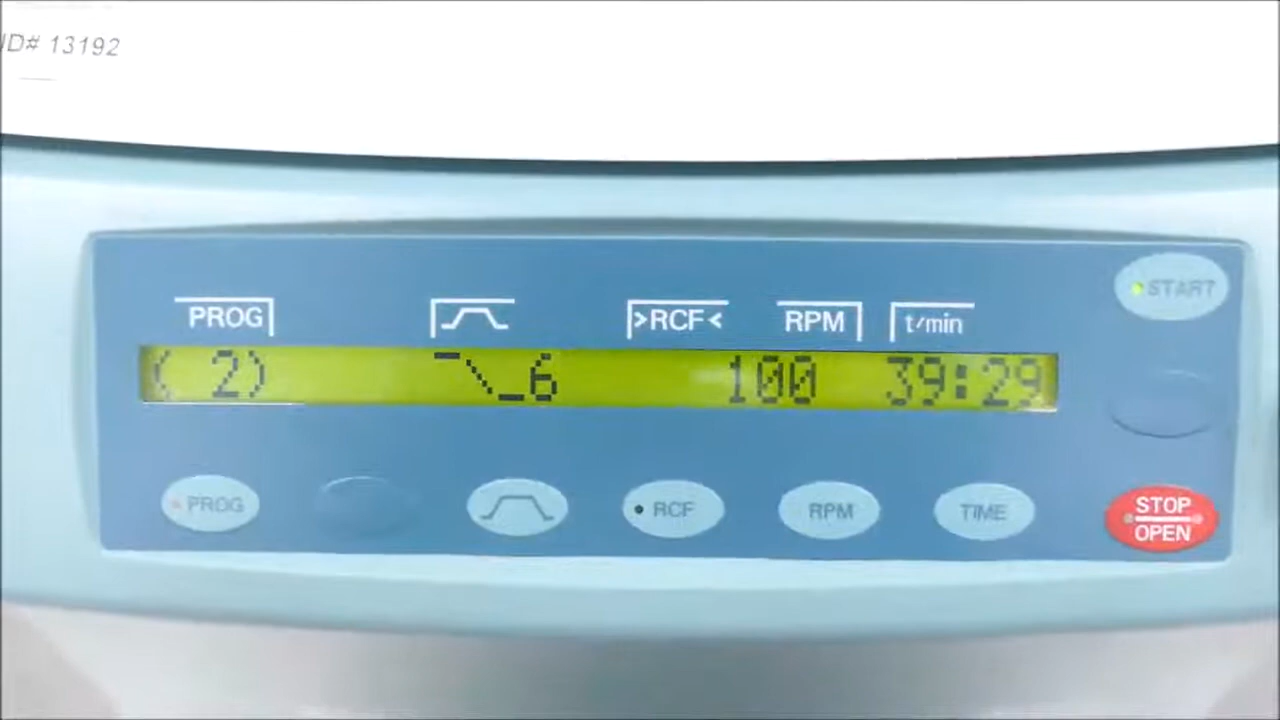 ID# 13192
PROG >RCF< RPM t/min
( 2) 6 100 39:29
START
PROG RCF RPM TIME
STOP
OPEN